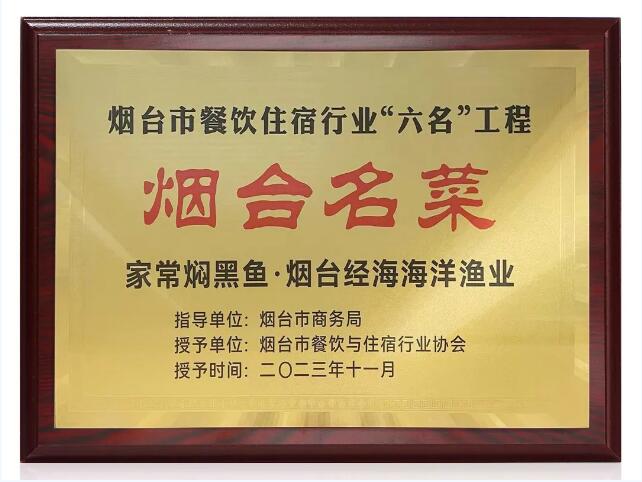 烟台市餐饮住宿行业“六名”工程
烟台名菜
家常焖黑鱼·烟台经海海洋渔业
指导单位：烟台市商务局
授予单位：烟台市餐饮与住宿行业协会
授予时间：二〇二三年十一月